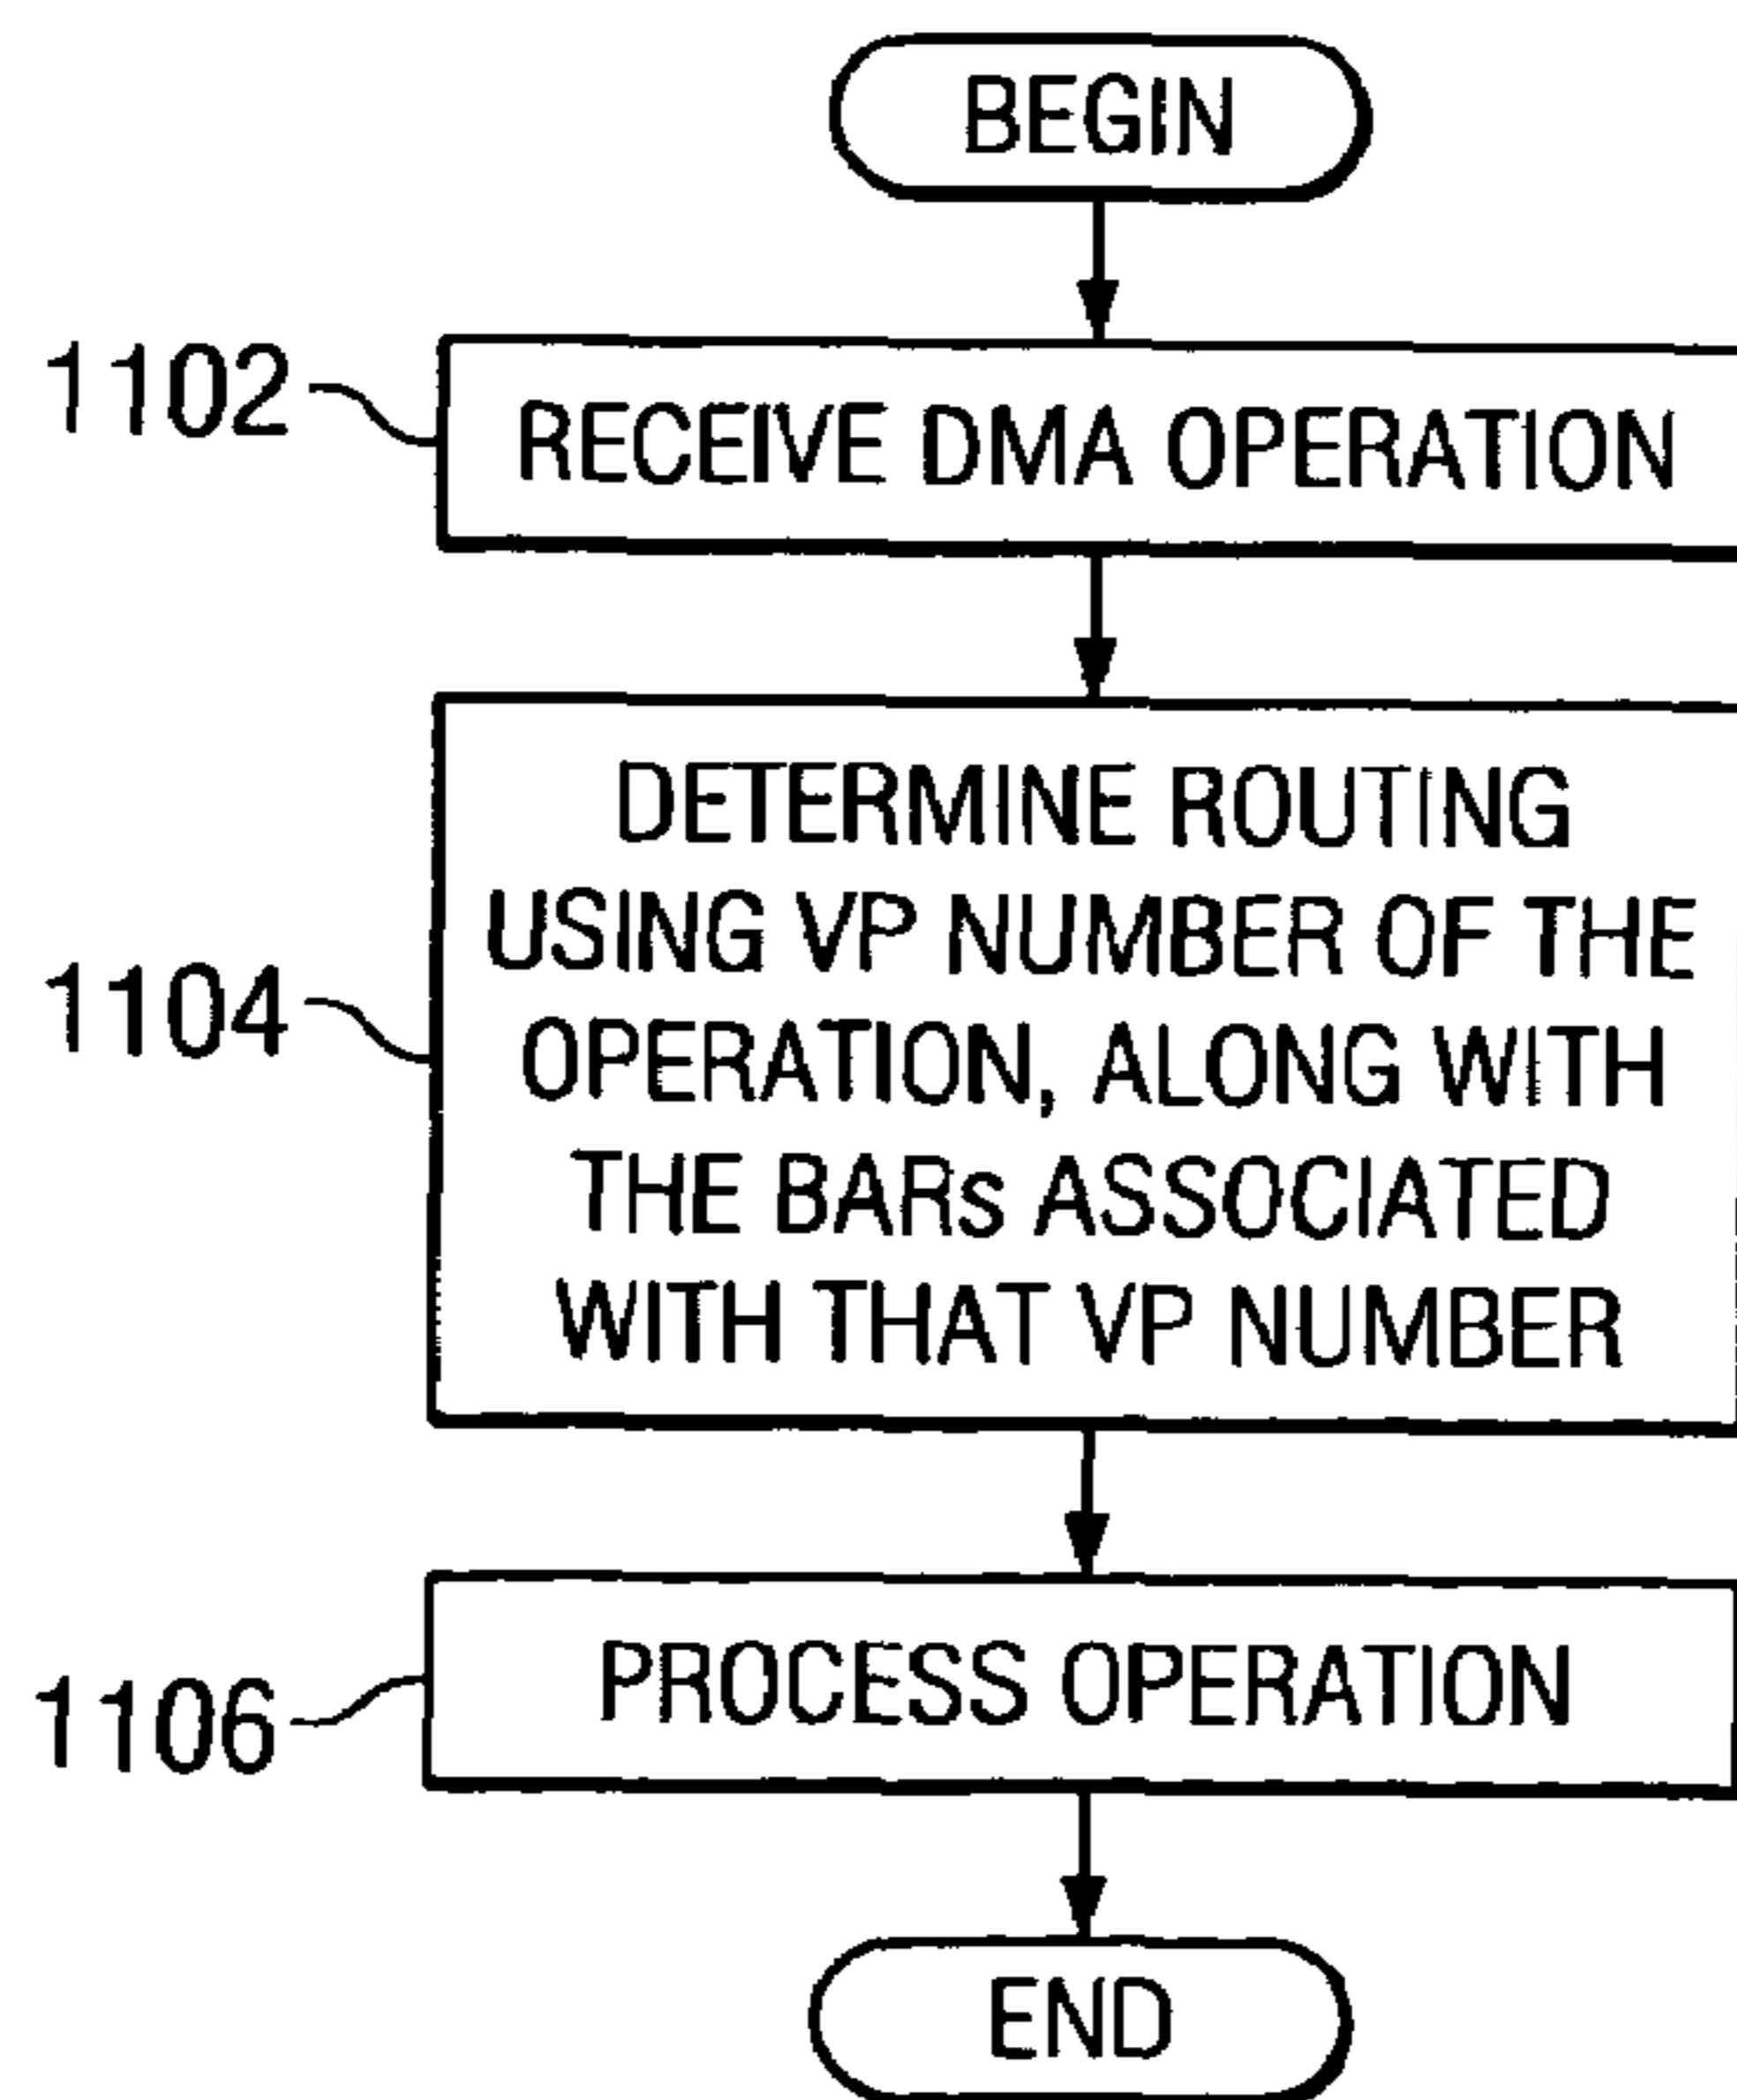 BEGIN
1102
RECEIVE DMA OPERATION
1104
DETERMINE ROUTING
USING VP NUMBER OF THE
OPERATION, ALONG WITH
THE BARs ASSOCIATED
WITH THAT VP NUMBER
1106
PROCESS OPERATION
END